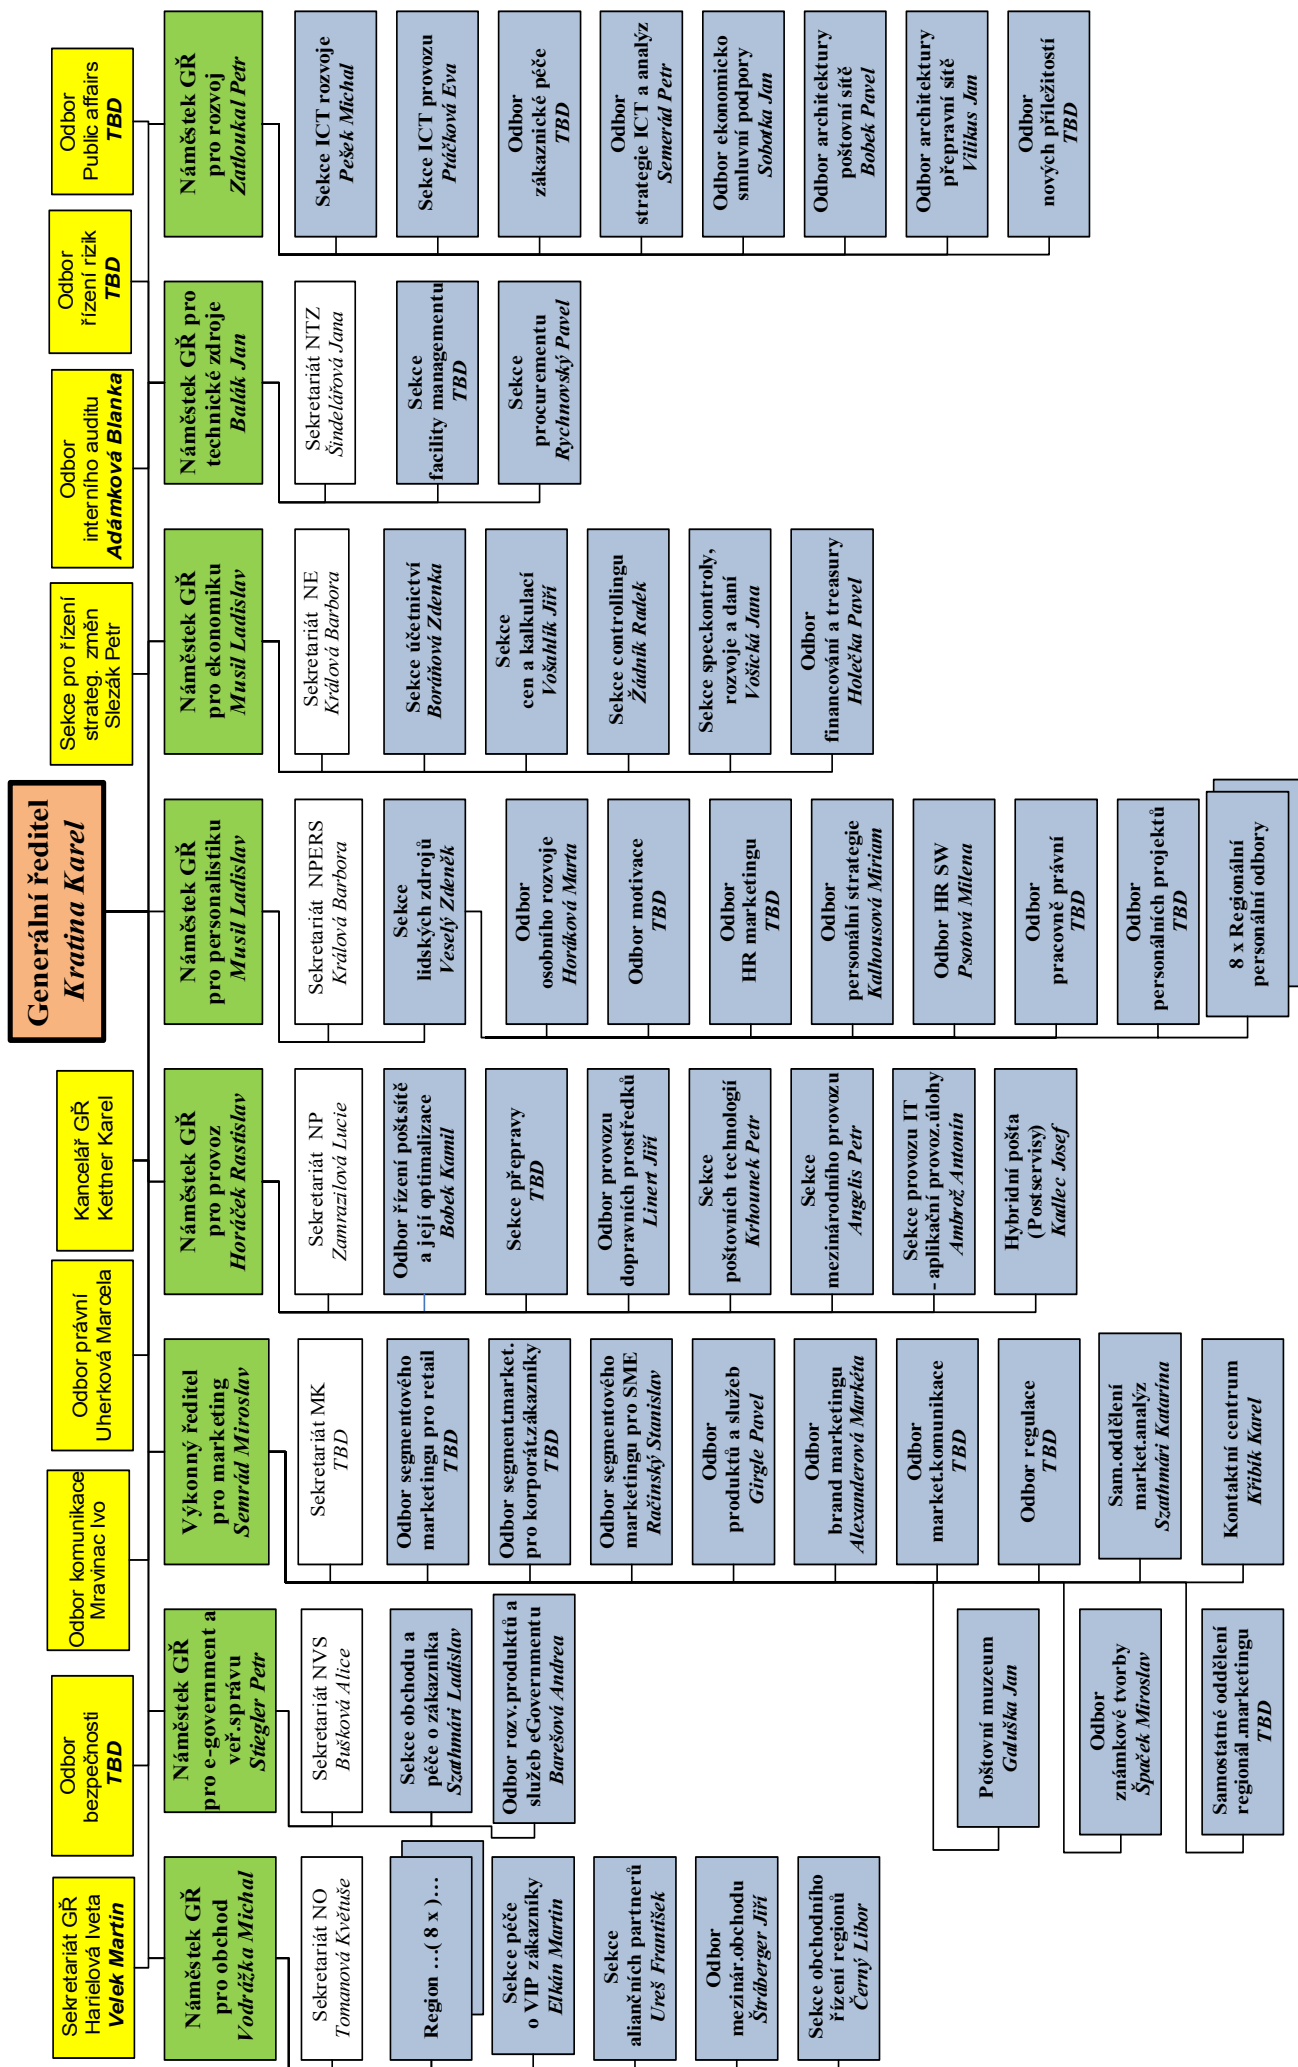 Generální ředitel
Kratina Karel
Sekretariát GŘ
Harielová Iveta
Velek Martin
Odbor
bezpečnosti
TBD
Odbor komunikace
Mravinac Ivo
Odbor právní
Uherková Marcela
Kancelář GŘ
Kettner Karel
Sekce pro řízení
strateg. změn
Slezák Petr
Odbor
interního auditu
Adámková Blanka
Odbor
řízení rizik
TBD
Odbor
Public affairs
TBD
Náměstek GŘ
pro obchod
Vodrážka Michal
Sekretariát NO
Tomanová Květuše
Region ...( 8 x )...
Sekce péče
o VIP zákazníky
Elkán Martin
Sekce
aliančních partnerů
Ureš František
Odbor
mezinár.obchodu
Štráberger Jiří
Sekce obchodního
řízení regionů
Černý Libor
Náměstek GŘ
pro e-government a
veř.správu
Stiegler Petr
Sekretariát NVS
Bušková Alice
Sekce obchodu a
péče o zákazníka
Szathmári Ladislav
Odbor rozv.produktů a
služeb eGovernmentu
Barešová Andrea
Výkonný ředitel
pro marketing
Semrád Miroslav
Sekretariát MK
TBD
Odbor segmentového
marketingu pro retail
TBD
Odbor segment.market.
pro korporát.zákazníky
TBD
Odbor segmentového
marketingu pro SME
Račinský Stanislav
Odbor
produktů a služeb
Girgle Pavel
Odbor
brand marketingu
Alexanderová Markéta
Odbor
market.komunikace
TBD
Odbor regulace
TBD
Sam.oddělení
market.analýz
Szathmári Katarína
Kontaktní centrum
Křibík Karel
Poštovní muzeum
Galuška Jan
Odbor
známkové tvorby
Špaček Miroslav
Samostatné oddělení
regionál.marketingu
TBD
Náměstek GŘ
pro provoz
Horáček Rastislav
Sekretariát NP
Zamrazilová Lucie
Odbor řízení pošt.sítě
a její optimalizace
Bobek Kamil
Sekce přepravy
TBD
Odbor provozu
dopravních prostředků
Linert Jiří
Sekce
poštovních technologií
Krhounek Petr
Sekce
mezinárodního provozu
Angelis Petr
Sekce provozu IT
- aplikační provoz.úlohy
Ambrož Antonín
Hybridní pošta
(Postservisy)
Kadlec Josef
Náměstek GŘ
pro personalistiku
Musil Ladislav
Sekretariát NPERS
Králová Barbora
Sekce
lidských zdrojů
Veselý Zdeněk
Odbor
osobního rozvoje
Horáková Marta
Odbor motivace
TBD
Odbor
HR marketingu
TBD
Odbor
personální strategie
Kalhousová Miriam
Odbor HR SW
Psotová Milena
Odbor
pracovně právní
TBD
Odbor
personálních projektů
TBD
8 x Regionální
personální odbory
Náměstek GŘ
pro ekonomiku
Musil Ladislav
Sekretariát NE
Králová Barbora
Sekce účetnictví
Boráňová Zdenka
Sekce
cen a kalkulací
Vošahlík Jiří
Sekce controllingu
Žádník Radek
Sekce spec.kontroly,
rozvoje a daní
Vošická Jana
Odbor
financování a treasury
Holečka Pavel
Náměstek GŘ pro
technické zdroje
Balák Jan
Sekretariát NTZ
Šindelářová Jana
Sekce
facility managementu
TBD
Sekce
procurementu
Rychnovský Pavel
Náměstek GŘ
pro rozvoj
Zatloukal Petr
Sekce ICT rozvoje
Pešek Michal
Sekce ICT provozu
Ptáčková Eva
Odbor
zákaznické péče
TBD
Odbor
strategie ICT a analýz
Semerád Petr
Odbor ekonomicko
smluvní podpory
Sobotka Jan
Odbor architektury
poštovní sítě
Bobek Pavel
Odbor architektury
přepravní sítě
Vilikus Jan
Odbor
nových příležitostí
TBD